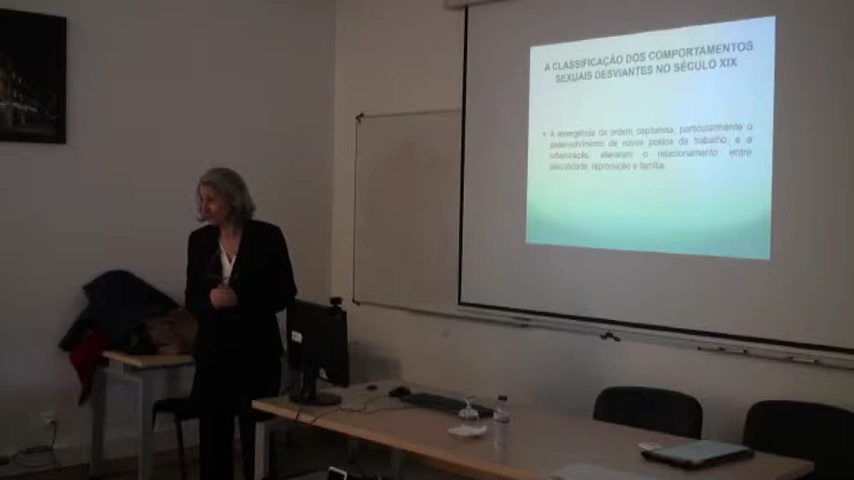 A CLASSIFICAÇÃO DOS COMPORTAMENTOS
SEXUAIS DESVIANTES NO SÉCULO XIX
• A emergência da ordem capitalista, particularmente o
desenvolvimento de novos postos de trabalho, e a
urbanização, alteraram o relacionamento entre
sexualidade, reprodução e família.